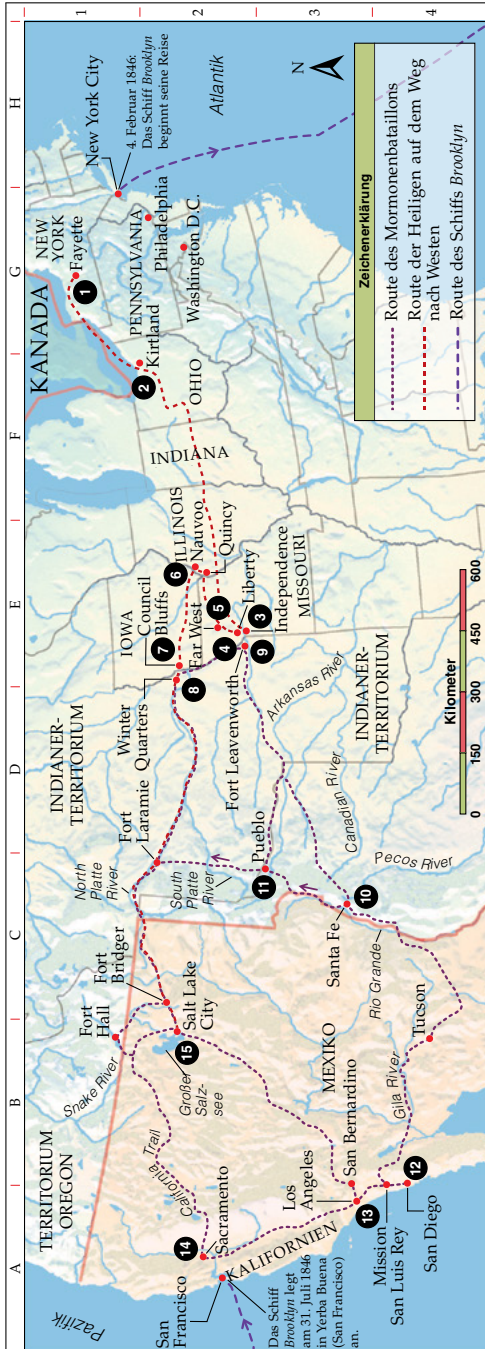 A
B
C
D
E
F
G
H
1
2
3
4
Pazifik
TERRITORIUM
OREGON
Snake River
Fort
Hall
Fort
Bridger
North
Platte
River
INDIANER-
TERRITORIUM
Fort
Laramie
Winter
Quarters
IOWA
Council
Bluffs
7
6
ILLINOIS
Nauvoo
Quincy
8
Far West
5
4
Liberty
3
Independence
MISSOURI
9
Fort Leavenworth
INDIANA
OHIO
2
Kirtland
KANADA
1
NEW
YORK
Fayette
PENNSYLVANIA
Philadelphia
Washington D.C.
New York City
4. Februar 1846:
Das Schiff Brooklyn
beginnt seine Reise
Atlantik
N
California Trail
14
Sacramento
San
Francisco
KALIFORNIEN
Das Schiff
Brooklyn legt
am 31. Juli 1846
in Yerba Buena
(San Francisco)
an.
Großer
Salz-
see
15
Salt Lake
City
South
Platte
River
11
Pueblo
Arkansas River
Canadian River
INDIANER-
TERRITORIUM
Pecos River
10
Santa Fe
Rio Grande
MEXIKO
San Bernardino
Los
Angeles
13
Mission
San Luis Rey
12
San Diego
Gila River
Tucson
Kilometer
0
150
300
450
600
Zeichenerklärung
Route des Mormonenbataillons
Route der Heiligen auf dem Weg
nach Westen
Route des Schiffs Brooklyn